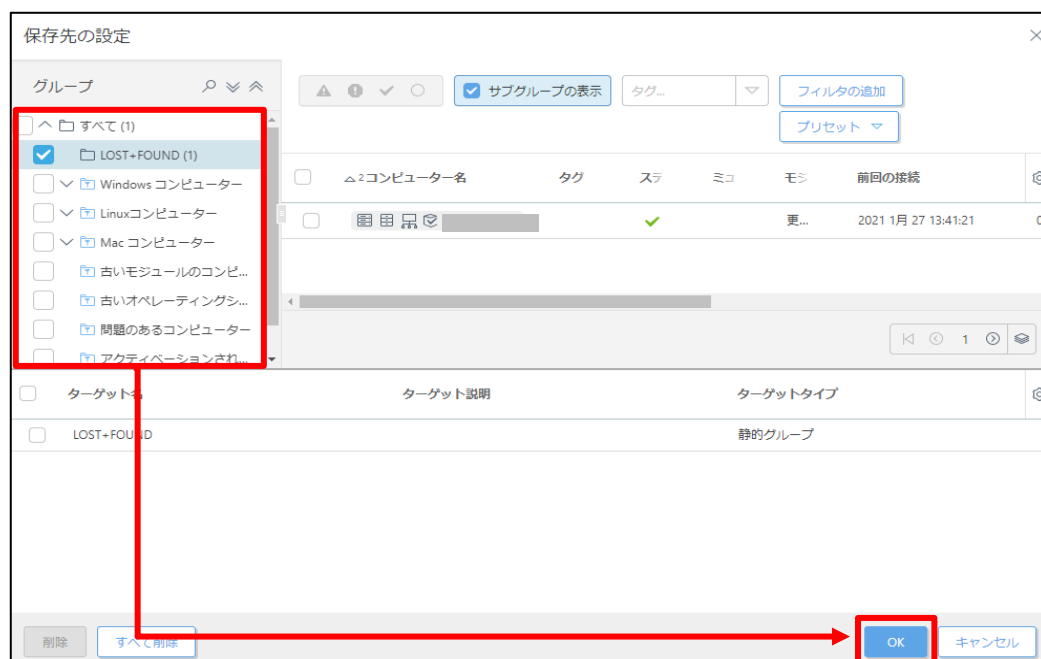 保存先の設定
グループ
サブグループの表示
タグ...
フィルタの追加
プリセット
すべて (1)
LOST+FOUND (1)
Windows コンピューター
Linuxコンピューター
Mac コンピューター
古いモジュールのコンピ...
古いオペレーティングシ...
問題のあるコンピューター
アクティベーションされ...
△2コンピューター名 タグ ステ ミコ モジ 前回の接続
更... 2021 1月 27 13:41:21
1
ターゲット名 ターゲット説明 ターゲットタイプ
LOST+FOUND 静的グループ
削除 すべて削除 OK キャンセル